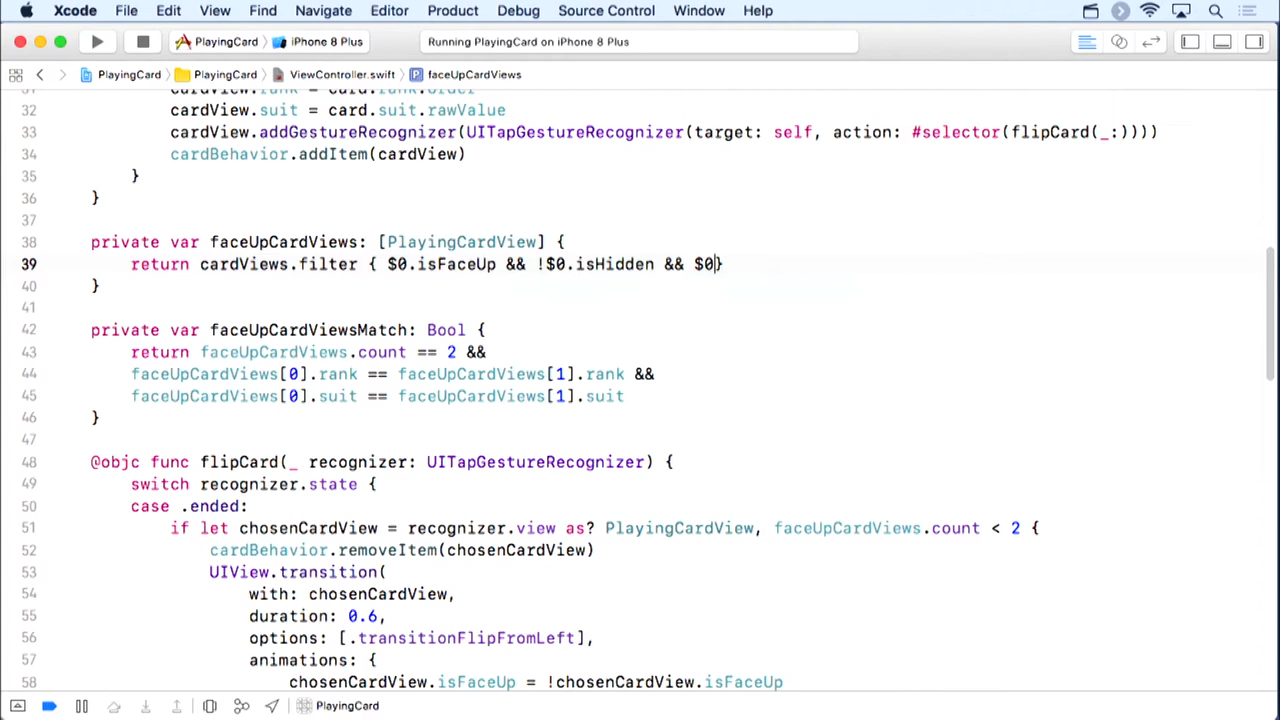 Xcode File Edit View Find Navigate Editor Product Debug Source Control Window Help
PlayingCard iPhone 8 Plus Running PlayingCard on iPhone 8 Plus
PlayingCard PlayingCard ViewController.swift P faceUpCardViews
31 cardView.rank = card.rank.order
32 cardView.suit = card.suit.rawValue
33 cardView.addGestureRecognizer(UITapGestureRecognizer(target: self, action: #selector(flipCard(_:))))
34 cardBehavior.addItem(cardView)
35 }
36 }
37
38 private var faceUpCardViews: [PlayingCardView] {
39 return cardViews.filter { $0.isFaceUp && !$0.isHidden && $0}
40 }
41
42 private var faceUpCardViewsMatch: Bool {
43 return faceUpCardViews.count == 2 &&
44 faceUpCardViews[0].rank == faceUpCardViews[1].rank &&
45 faceUpCardViews[0].suit == faceUpCardViews[1].suit
46 }
47
48 @objc func flipCard(_ recognizer: UITapGestureRecognizer) {
49 switch recognizer.state {
50 case .ended:
51 if let chosenCardView = recognizer.view as? PlayingCardView, faceUpCardViews.count < 2 {
52 cardBehavior.removeItem(chosenCardView)
53 UIView.transition(
54 with: chosenCardView,
55 duration: 0.6,
56 options: [.transitionFlipFromLeft],
57 animations: {
58 chosenCardView.isFaceUp = !chosenCardView.isFaceUp
PlayingCard